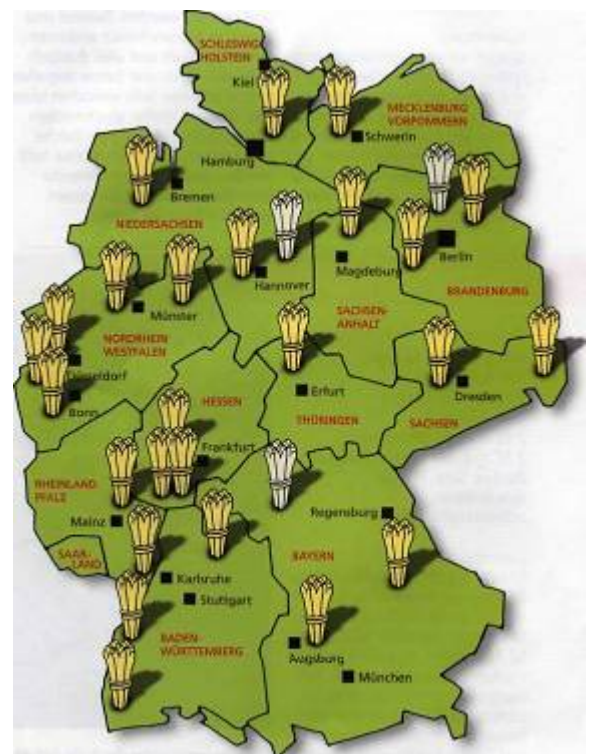 SCHLESWIG
HOLSTEIN
Kiel
MECKLENBURG
VORPOMMERN
Schwerin
Hamburg
Bremen
NIEDERSACHSEN
Hannover
Magdeburg
Berlin
BRANDENBURG
Münster
SACHSEN-
ANHALT
NORDRHEIN
WESTFALEN
Düsseldorf
Bonn
HESSEN
Erfurt
THÜRINGEN
Dresden
SACHSEN
Frankfurt
RHEINLAND
PFALZ
Mainz
Regensburg
SAAR-
LAND
BAYERN
Karlsruhe
Stuttgart
BADEN-
WÜRTTEMBERG
Augsburg
München